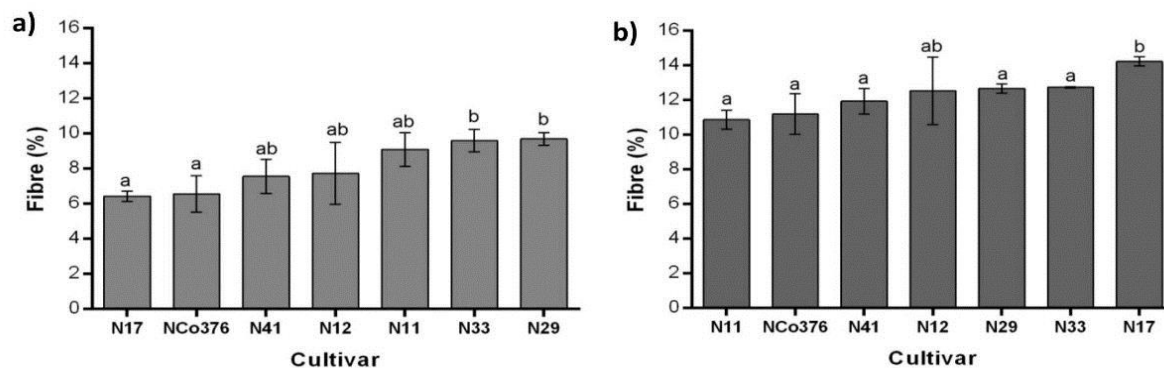 a)
Fibre (%)
16
14
12
10
8
6
4
2
0
a
a
ab
ab
ab
b
b
N17 NCo376 N41 N12 N11 N33 N29
Cultivar
b)
Fibre (%)
16
14
12
10
8
6
4
2
0
a
a
a
ab
a
a
b
N11 NCo376 N41 N12 N29 N33 N17
Cultivar